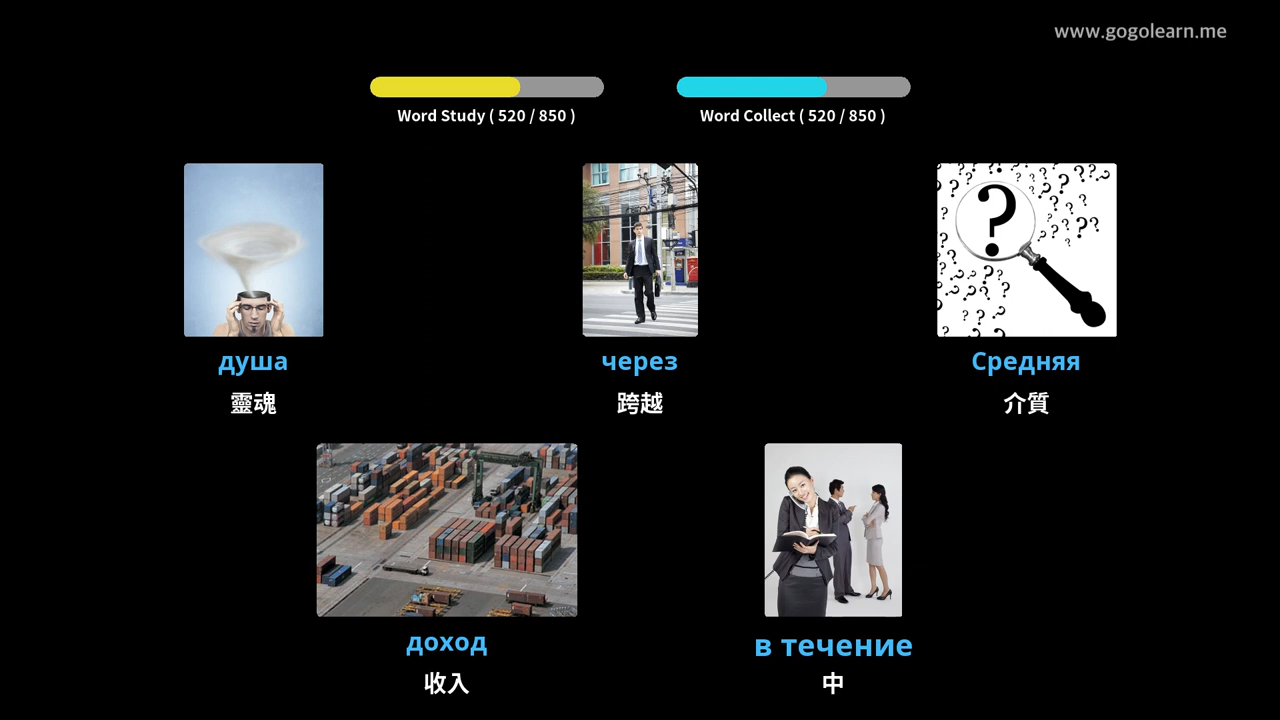 www.gogolearn.me
Word Study ( 520 / 850 )
Word Collect ( 520 / 850 )
душа
через
Средняя
靈魂
跨越
介質
доход
в течение
收入
中